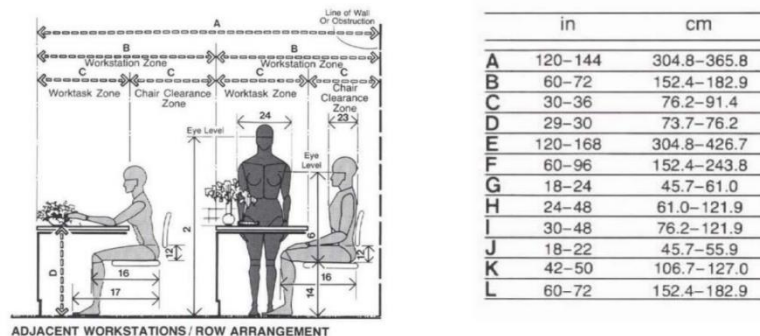 Line of Wall
Or Obstruction
A
B
B
Workstation Zone
Workstation Zone
C
C
C
C
Worktask Zone
Chair Clearance
Zone
Worktask Zone
Chair
Clearance
Zone
24
23
Eye Level
Eye
Level
2
6
D
12
12
16
16
17
14
ADJACENT WORKSTATIONS / ROW ARRANGEMENT
in cm
A 120–144 304.8–365.8
B 60–72 152.4–182.9
C 30–36 76.2–91.4
D 29–30 73.7–76.2
E 120–168 304.8–426.7
F 60–96 152.4–243.8
G 18–24 45.7–61.0
H 24–48 61.0–121.9
I 30–48 76.2–121.9
J 18–22 45.7–55.9
K 42–50 106.7–127.0
L 60–72 152.4–182.9